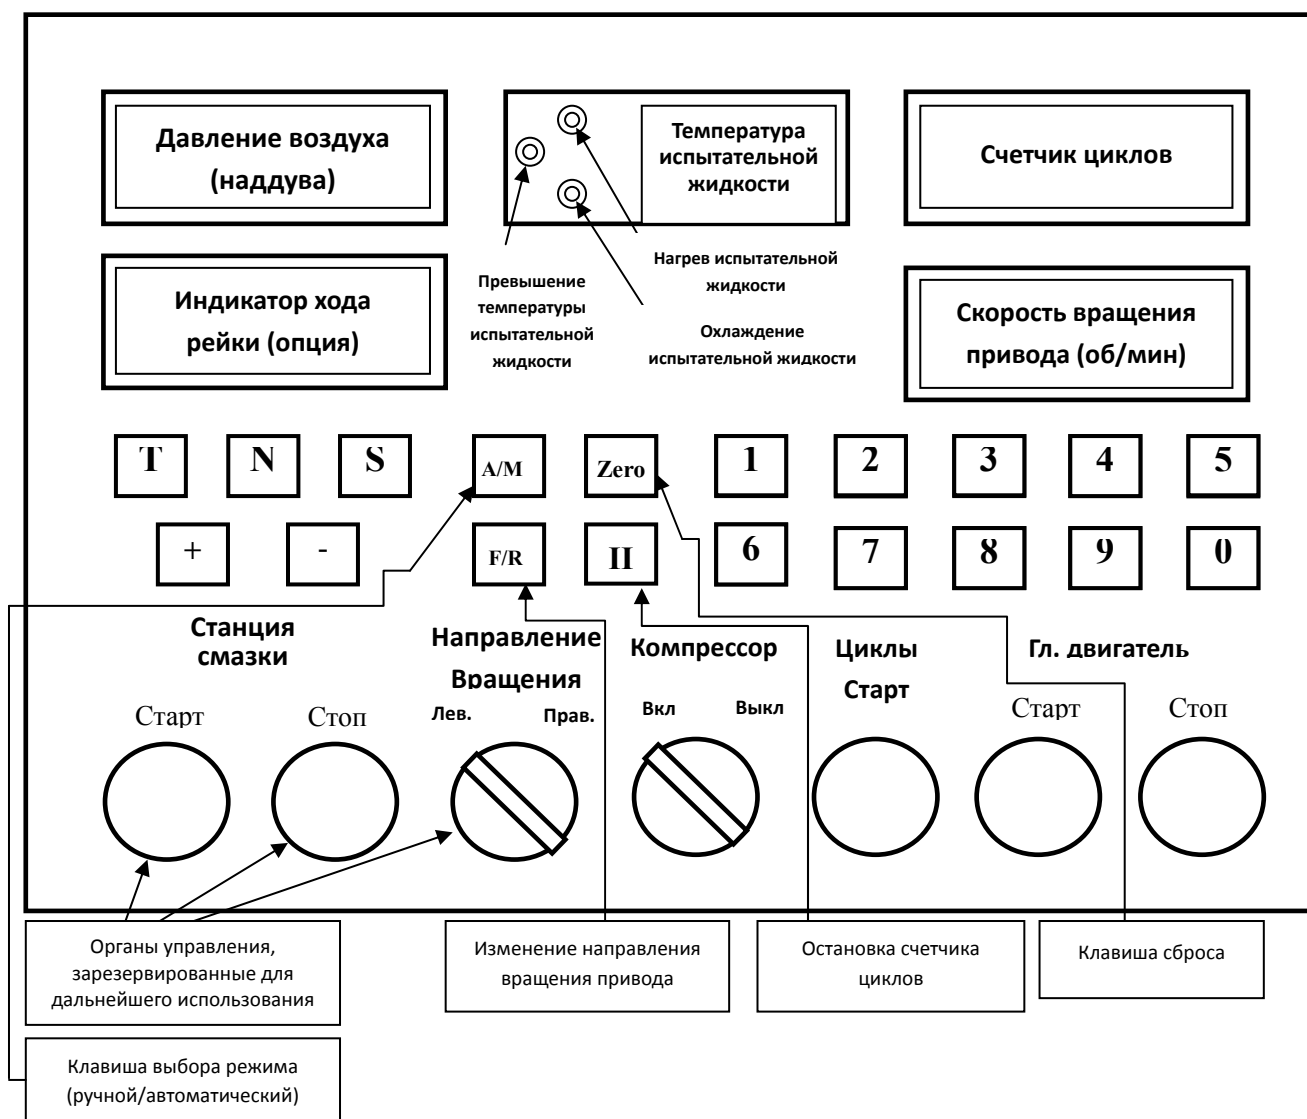 Давление воздуха
(наддува)
Температура
испытательной
жидкости
Счетчик циклов
Нагрев испытательной
жидкости
Превышение
температуры
испытательной
жидкости
Охлаждение
испытательной жидкости
Индикатор хода
рейки (опция)
Скорость вращения
привода (об/мин)
T N S A/M Zero 1 2 3 4 5
+ - F/R II 6 7 8 9 0
Станция
смазки
Направление
Вращения
Компрессор
Циклы
Старт
Гл. двигатель
Старт
Стоп
Лев.
Прав.
Вкл
Выкл
Старт
Стоп
Органы управления,
зарезервированные для
дальнейшего использования
Изменение направления
вращения привода
Остановка счетчика
циклов
Клавиша сброса
Клавиша выбора режима
(ручной/автоматический)